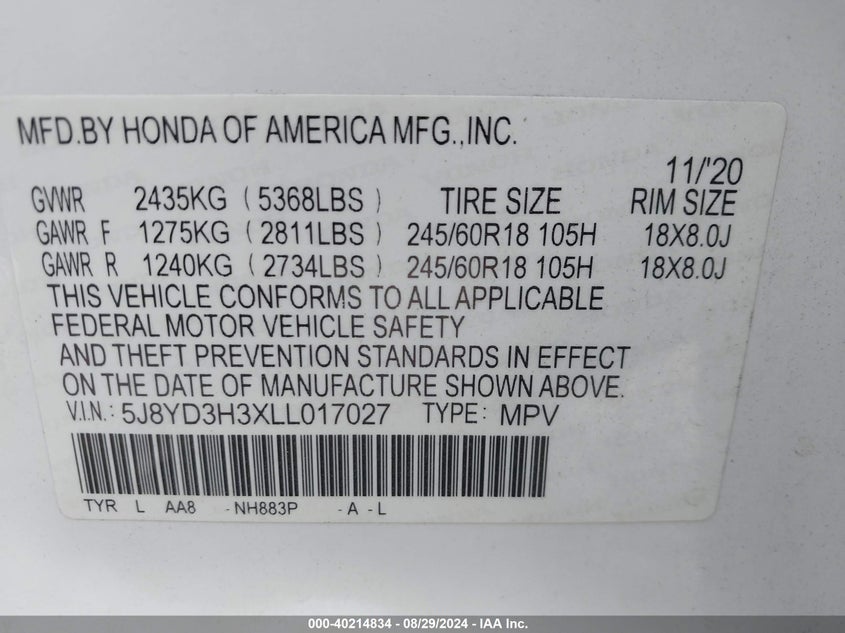 MFD.BY HONDA OF AMERICA MFG.,INC.
11/'20
GVWR 2435KG ( 5368LBS ) TIRE SIZE RIM SIZE
GAWR F 1275KG ( 2811LBS ) 245/60R18 105H 18X8.0J
GAWR R 1240KG ( 2734LBS ) 245/60R18 105H 18X8.0J
THIS VEHICLE CONFORMS TO ALL APPLICABLE
FEDERAL MOTOR VEHICLE SAFETY
AND THEFT PREVENTION STANDARDS IN EFFECT
ON THE DATE OF MANUFACTURE SHOWN ABOVE.
V.I.N.: 5J8YD3H3XLL017027 TYPE: MPV
TYR L AA8 - NH883P - A - L
000-40214834 - 08/29/2024 - IAA Inc.